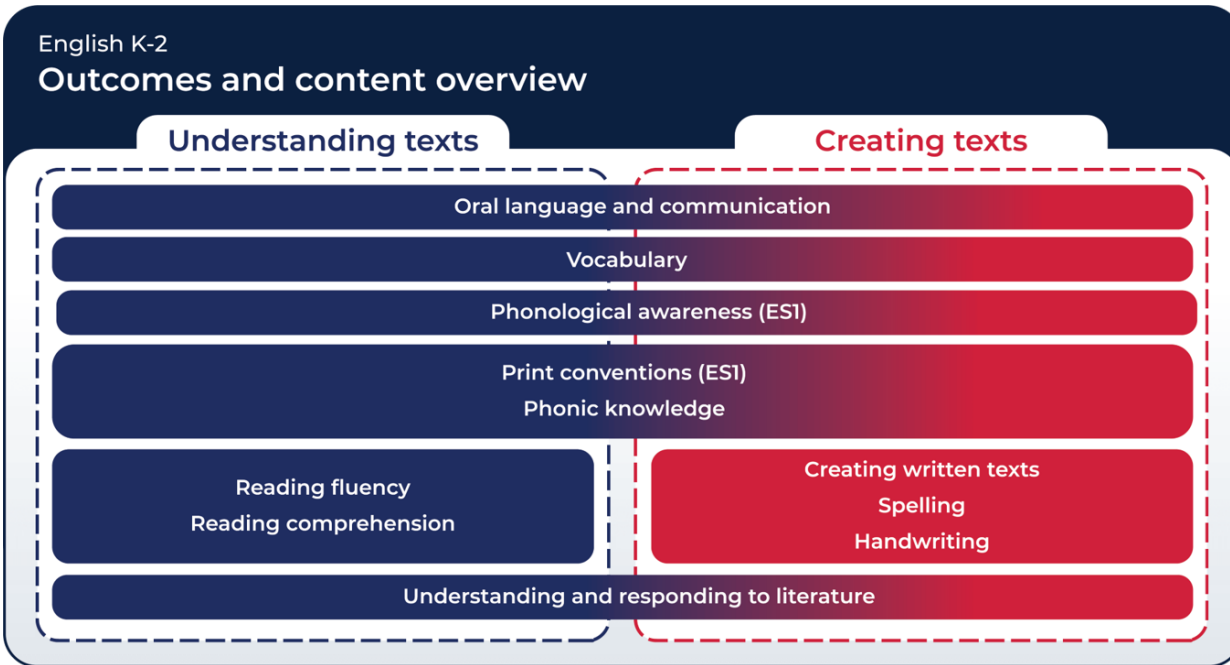 English K-2
Outcomes and content overview
Understanding texts
Creating texts
Oral language and communication
Vocabulary
Phonological awareness (ES1)
Print conventions (ES1)
Phonic knowledge
Reading fluency
Reading comprehension
Creating written texts
Spelling
Handwriting
Understanding and responding to literature